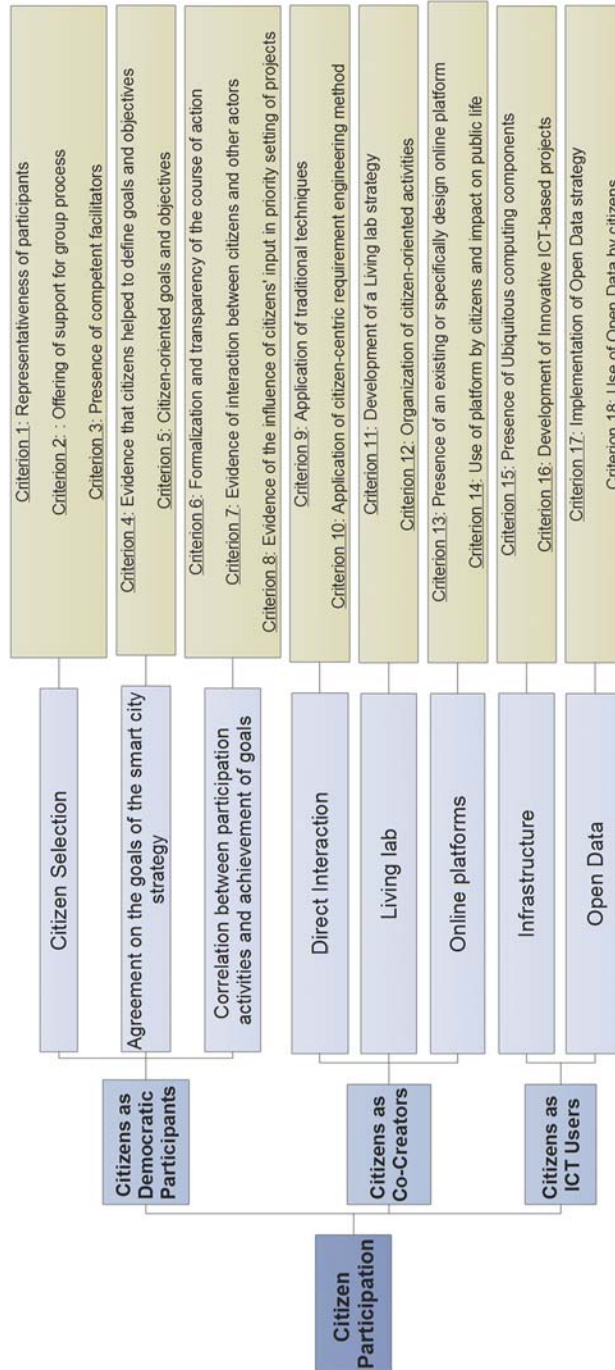 Citizen
Participation
Citizens as
Democratic
Participants
Citizen Selection
Criterion 1: Representativeness of participants
Criterion 2: : Offering of support for group process
Criterion 3: Presence of competent facilitators
Agreement on the goals of the smart city
strategy
Criterion 4: Evidence that citizens helped to define goals and objectives
Criterion 5: Citizen-oriented goals and objectives
Correlation between participation
activities and achievement of goals
Criterion 6: Formalization and transparency of the course of action
Criterion 7: Evidence of interaction between citizens and other actors
Criterion 8: Evidence of the influence of citizens' input in priority setting of projects
Citizens as
Co-Creators
Direct Interaction
Criterion 9: Application of traditional techniques
Criterion 10: Application of citizen-centric requirement engineering method
Living lab
Criterion 11: Development of a Living lab strategy
Criterion 12: Organization of citizen-oriented activities
Online platforms
Criterion 13: Presence of an existing or specifically design online platform
Criterion 14: Use of platform by citizens and impact on public life
Citizens as
ICT Users
Infrastructure
Criterion 15: Presence of Ubiquitous computing components
Criterion 16: Development of Innovative ICT-based projects
Open Data
Criterion 17: Implementation of Open Data strategy
Criterion 18: Use of Open Data by citizens